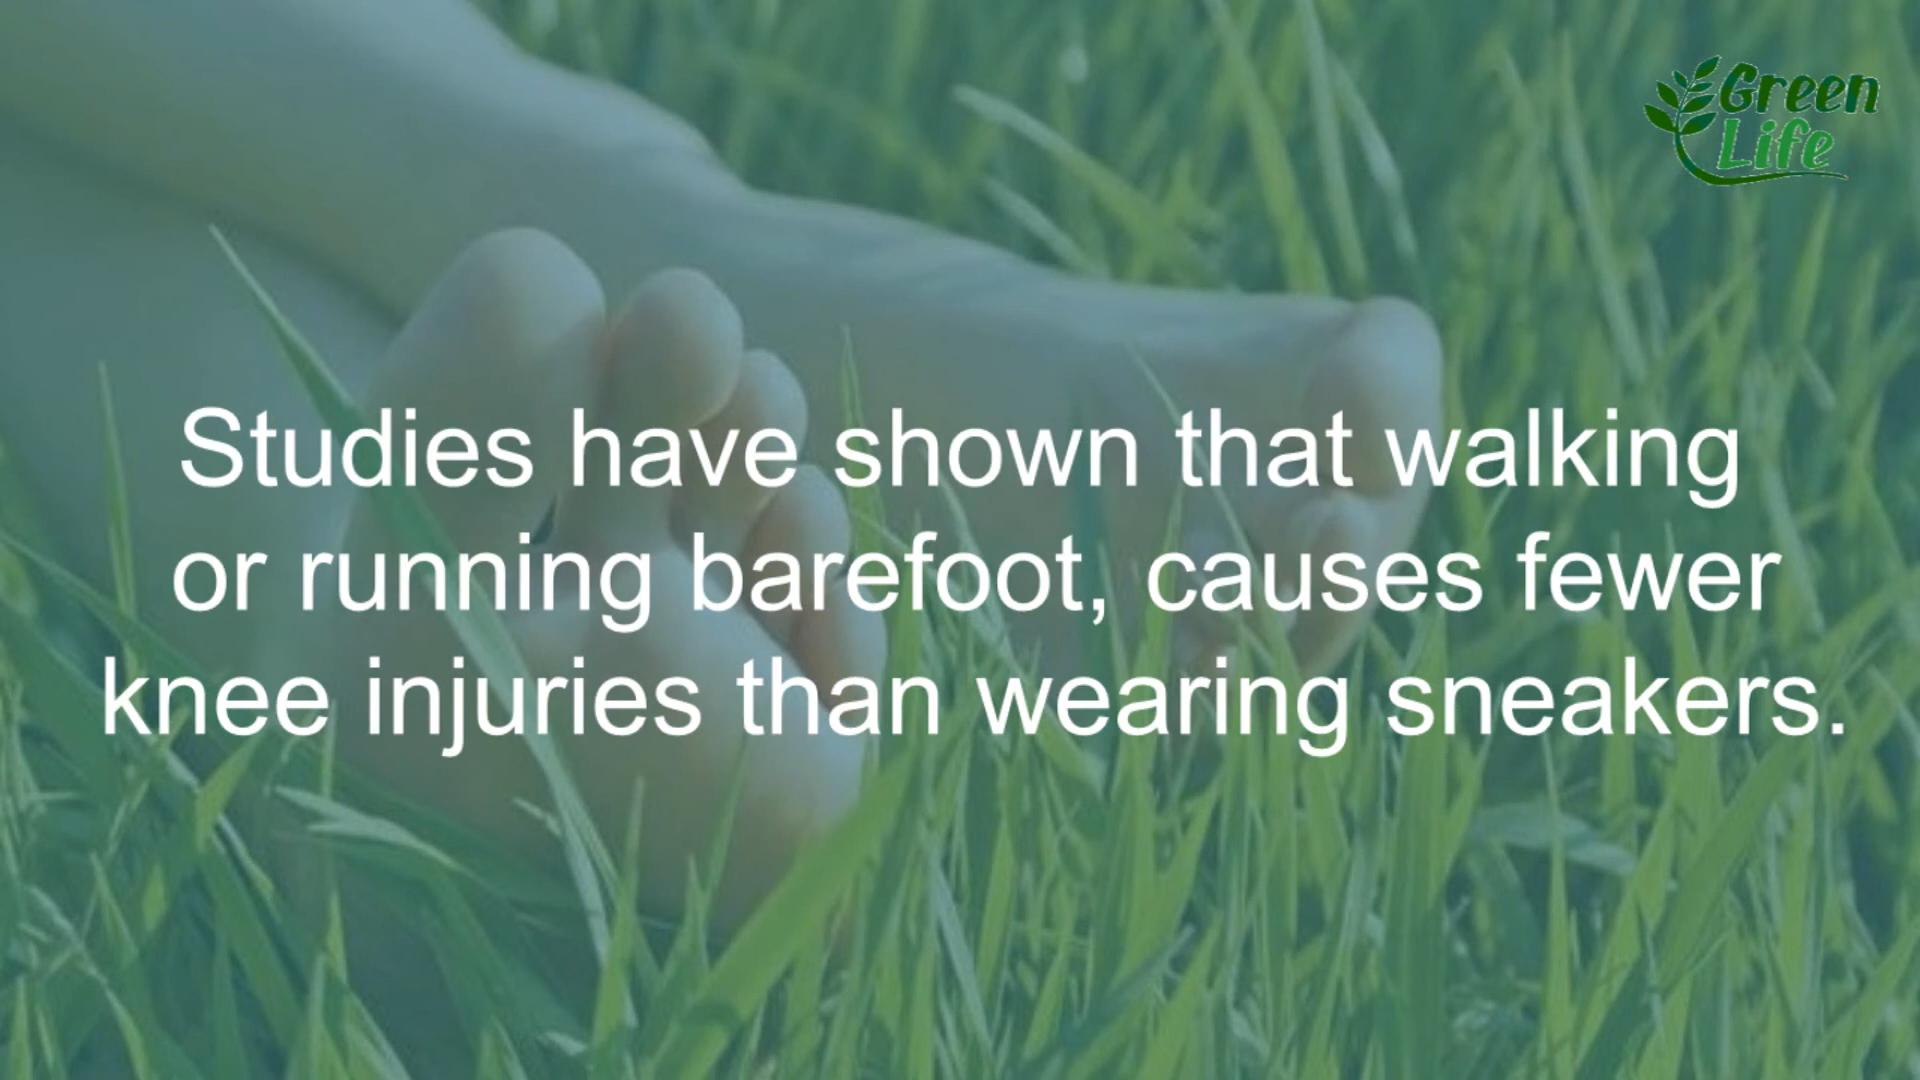 Green
Life
Studies have shown that walking
or running barefoot, causes fewer
knee injuries than wearing sneakers.